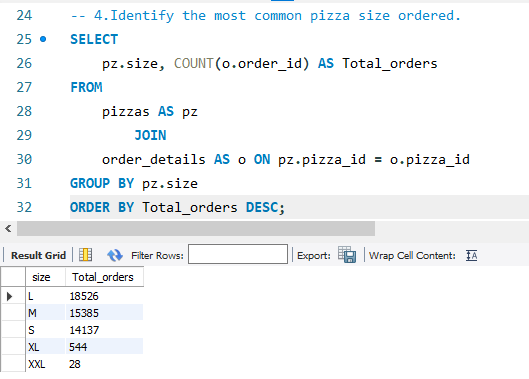 24 -- 4.Identify the most common pizza size ordered.
25 SELECT
26 pz.size, COUNT(o.order_id) AS Total_orders
27 FROM
28 pizzas AS pz
29 JOIN
30 order_details AS o ON pz.pizza_id = o.pizza_id
31 GROUP BY pz.size
32 ORDER BY Total_orders DESC;
Result Grid Filter Rows: Export: Wrap Cell Content:
size Total_orders
L 18526
M 15385
S 14137
XL 544
XXL 28